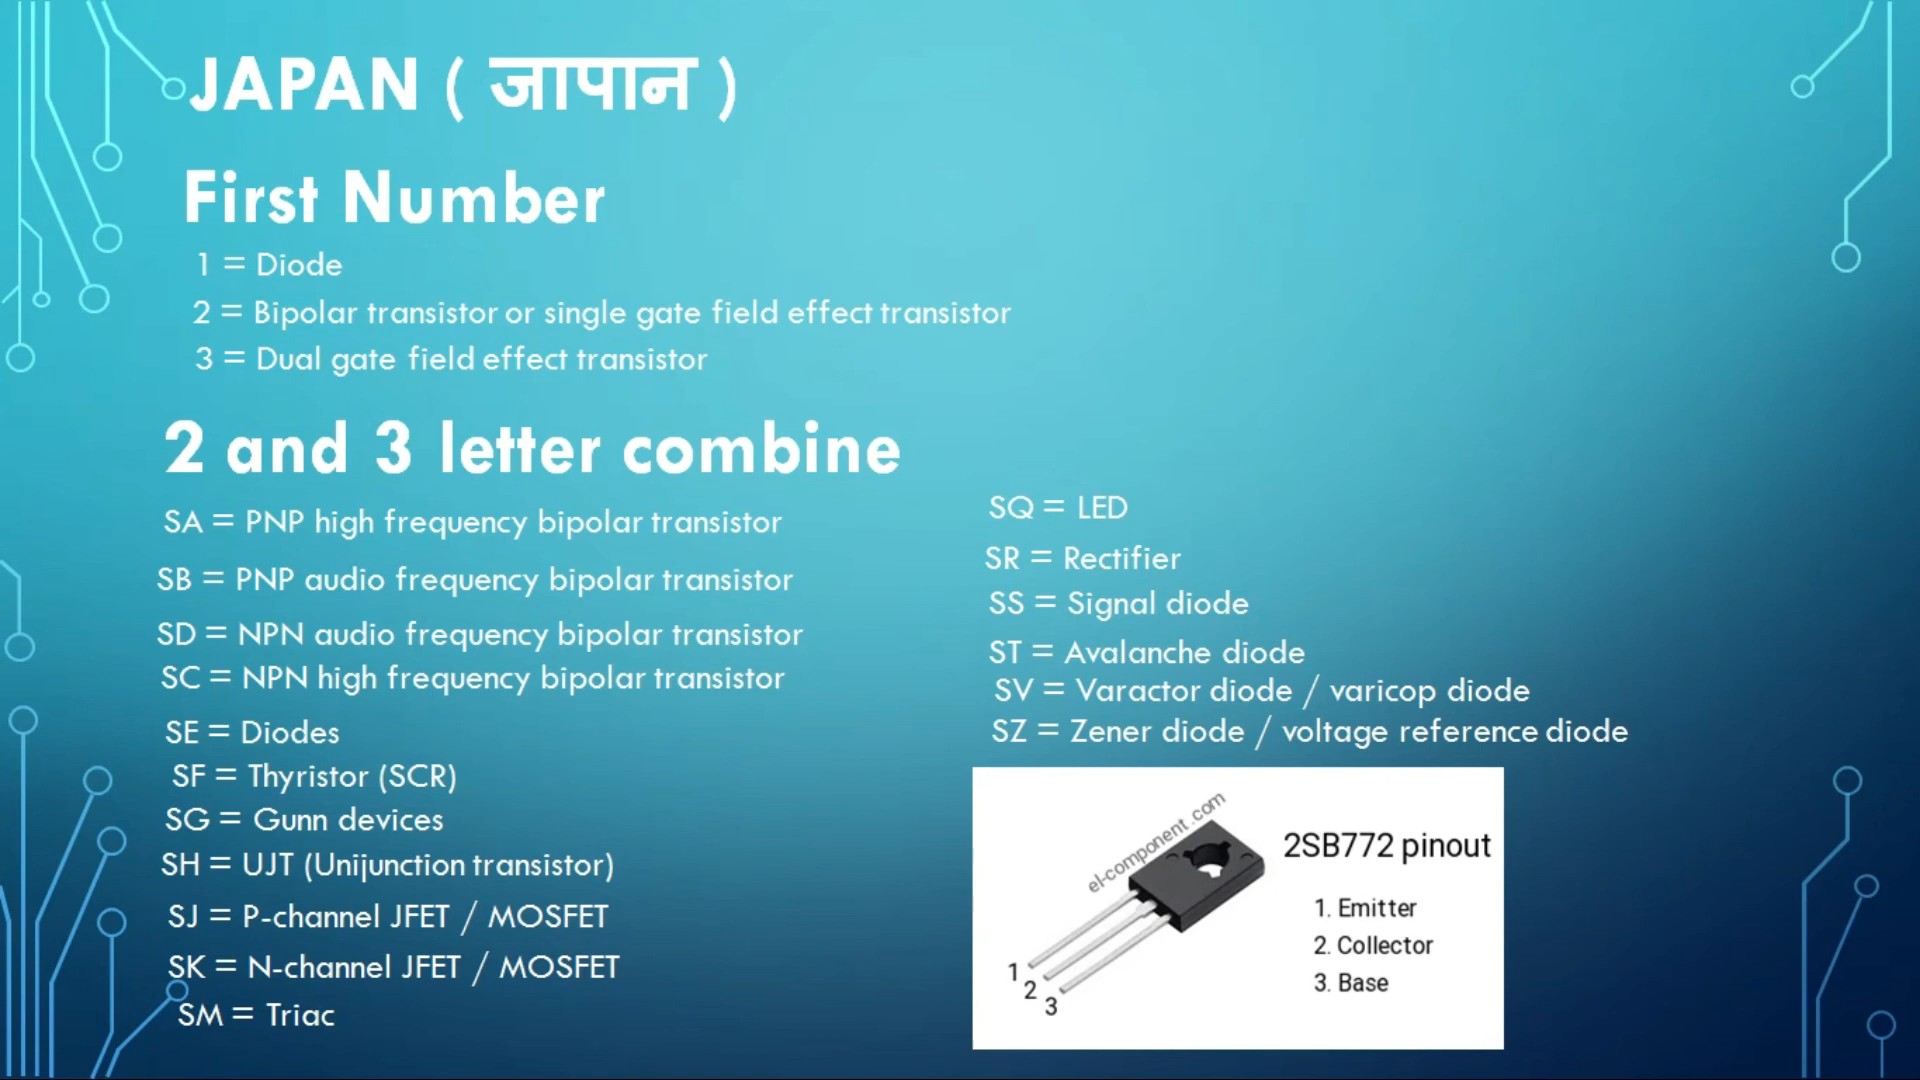 JAPAN ( जापान )
First Number
1 = Diode
2 = Bipolar transistor or single gate field effect transistor
3 = Dual gate field effect transistor
2 and 3 letter combine
SA = PNP high frequency bipolar transistor
SB = PNP audio frequency bipolar transistor
SD = NPN audio frequency bipolar transistor
SC = NPN high frequency bipolar transistor
SE = Diodes
SF = Thyristor (SCR)
SG = Gunn devices
SH = UJT (Unijunction transistor)
SJ = P-channel JFET / MOSFET
SK = N-channel JFET / MOSFET
SM = Triac
SQ = LED
SR = Rectifier
SS = Signal diode
ST = Avalanche diode
SV = Varactor diode / varicop diode
SZ = Zener diode / voltage reference diode
el-component.com
2SB772 pinout
1. Emitter
2. Collector
3. Base
1
2
3